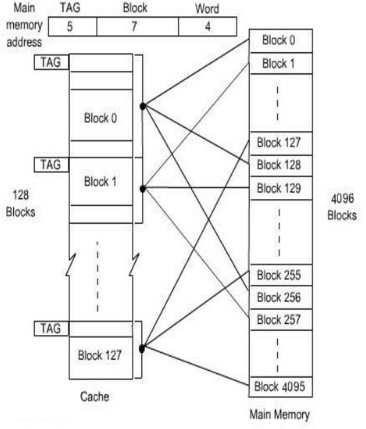 Main memory address
TAG Block Word
5 7 4
TAG
Block 0
TAG
Block 1
128 Blocks
TAG
Block 127
Cache
Block 0
Block 1
Block 127
Block 128
Block 129
4096 Blocks
Block 255
Block 256
Block 257
Block 4095
Main Memory